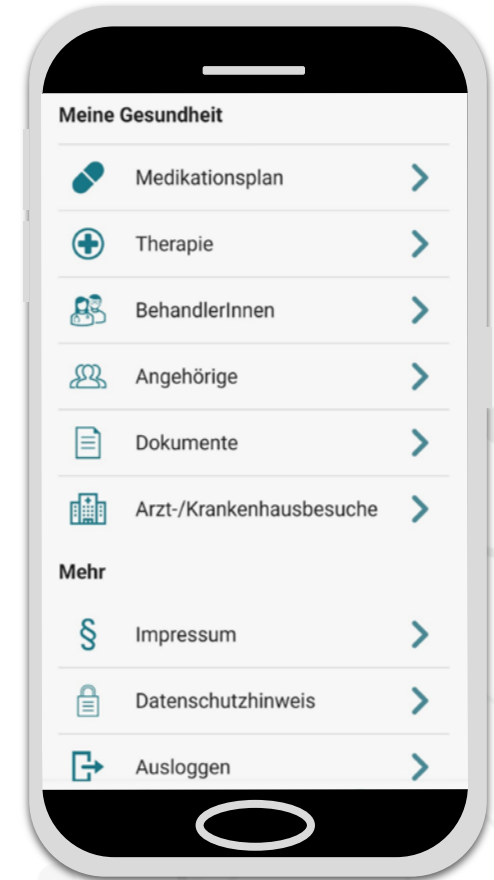 Meine Gesundheit
Medikationsplan
Therapie
BehandlerInnen
Angehörige
Dokumente
Arzt-/Krankenhausbesuche
Mehr
§
Impressum
Datenschutzhinweis
Ausloggen